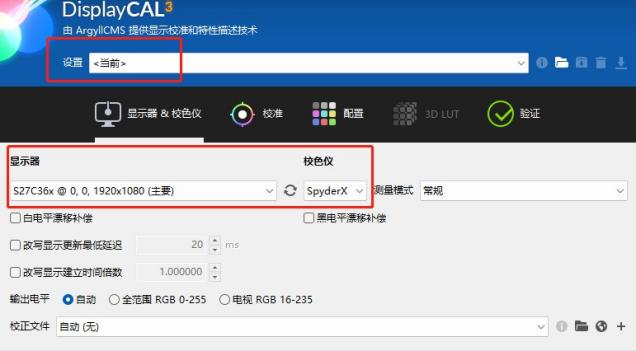 DisplayCAL3
由 ArgyllCMS 提供显示校准和特性描述技术
设置 <当前>
显示器 & 校色仪 校准 配置 3D LUT 验证
显示器 校色仪
S27C36x @ 0, 0, 1920x1080 (主要) SpyderX 测量模式 常规
白电平漂移补偿 黑电平漂移补偿
改写显示更新最低延迟 20 ms
改写显示建立时间倍数 1.000000
输出电平 自动 全范围 RGB 0-255 电视 RGB 16-235
校正文件 自动 (无)